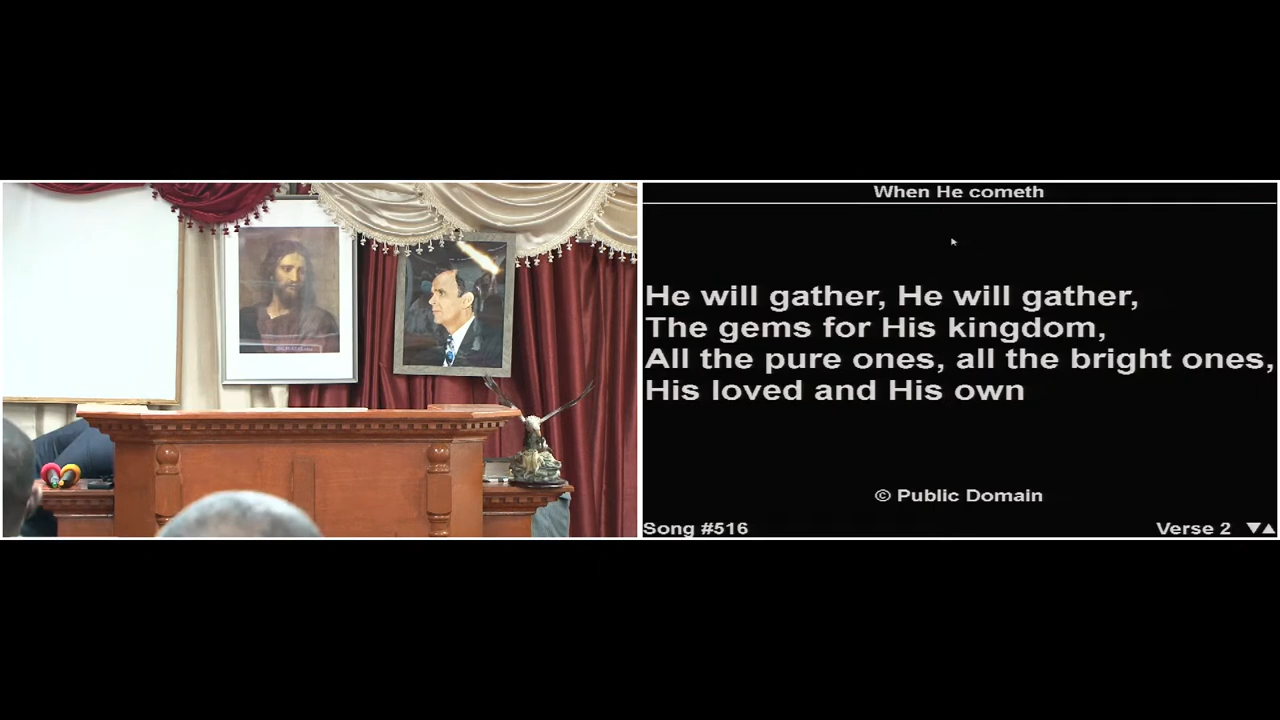 When He cometh
He will gather, He will gather,
The gems for His kingdom,
All the pure ones, all the bright ones,
His loved and His own
© Public Domain
Song #516
Verse 2